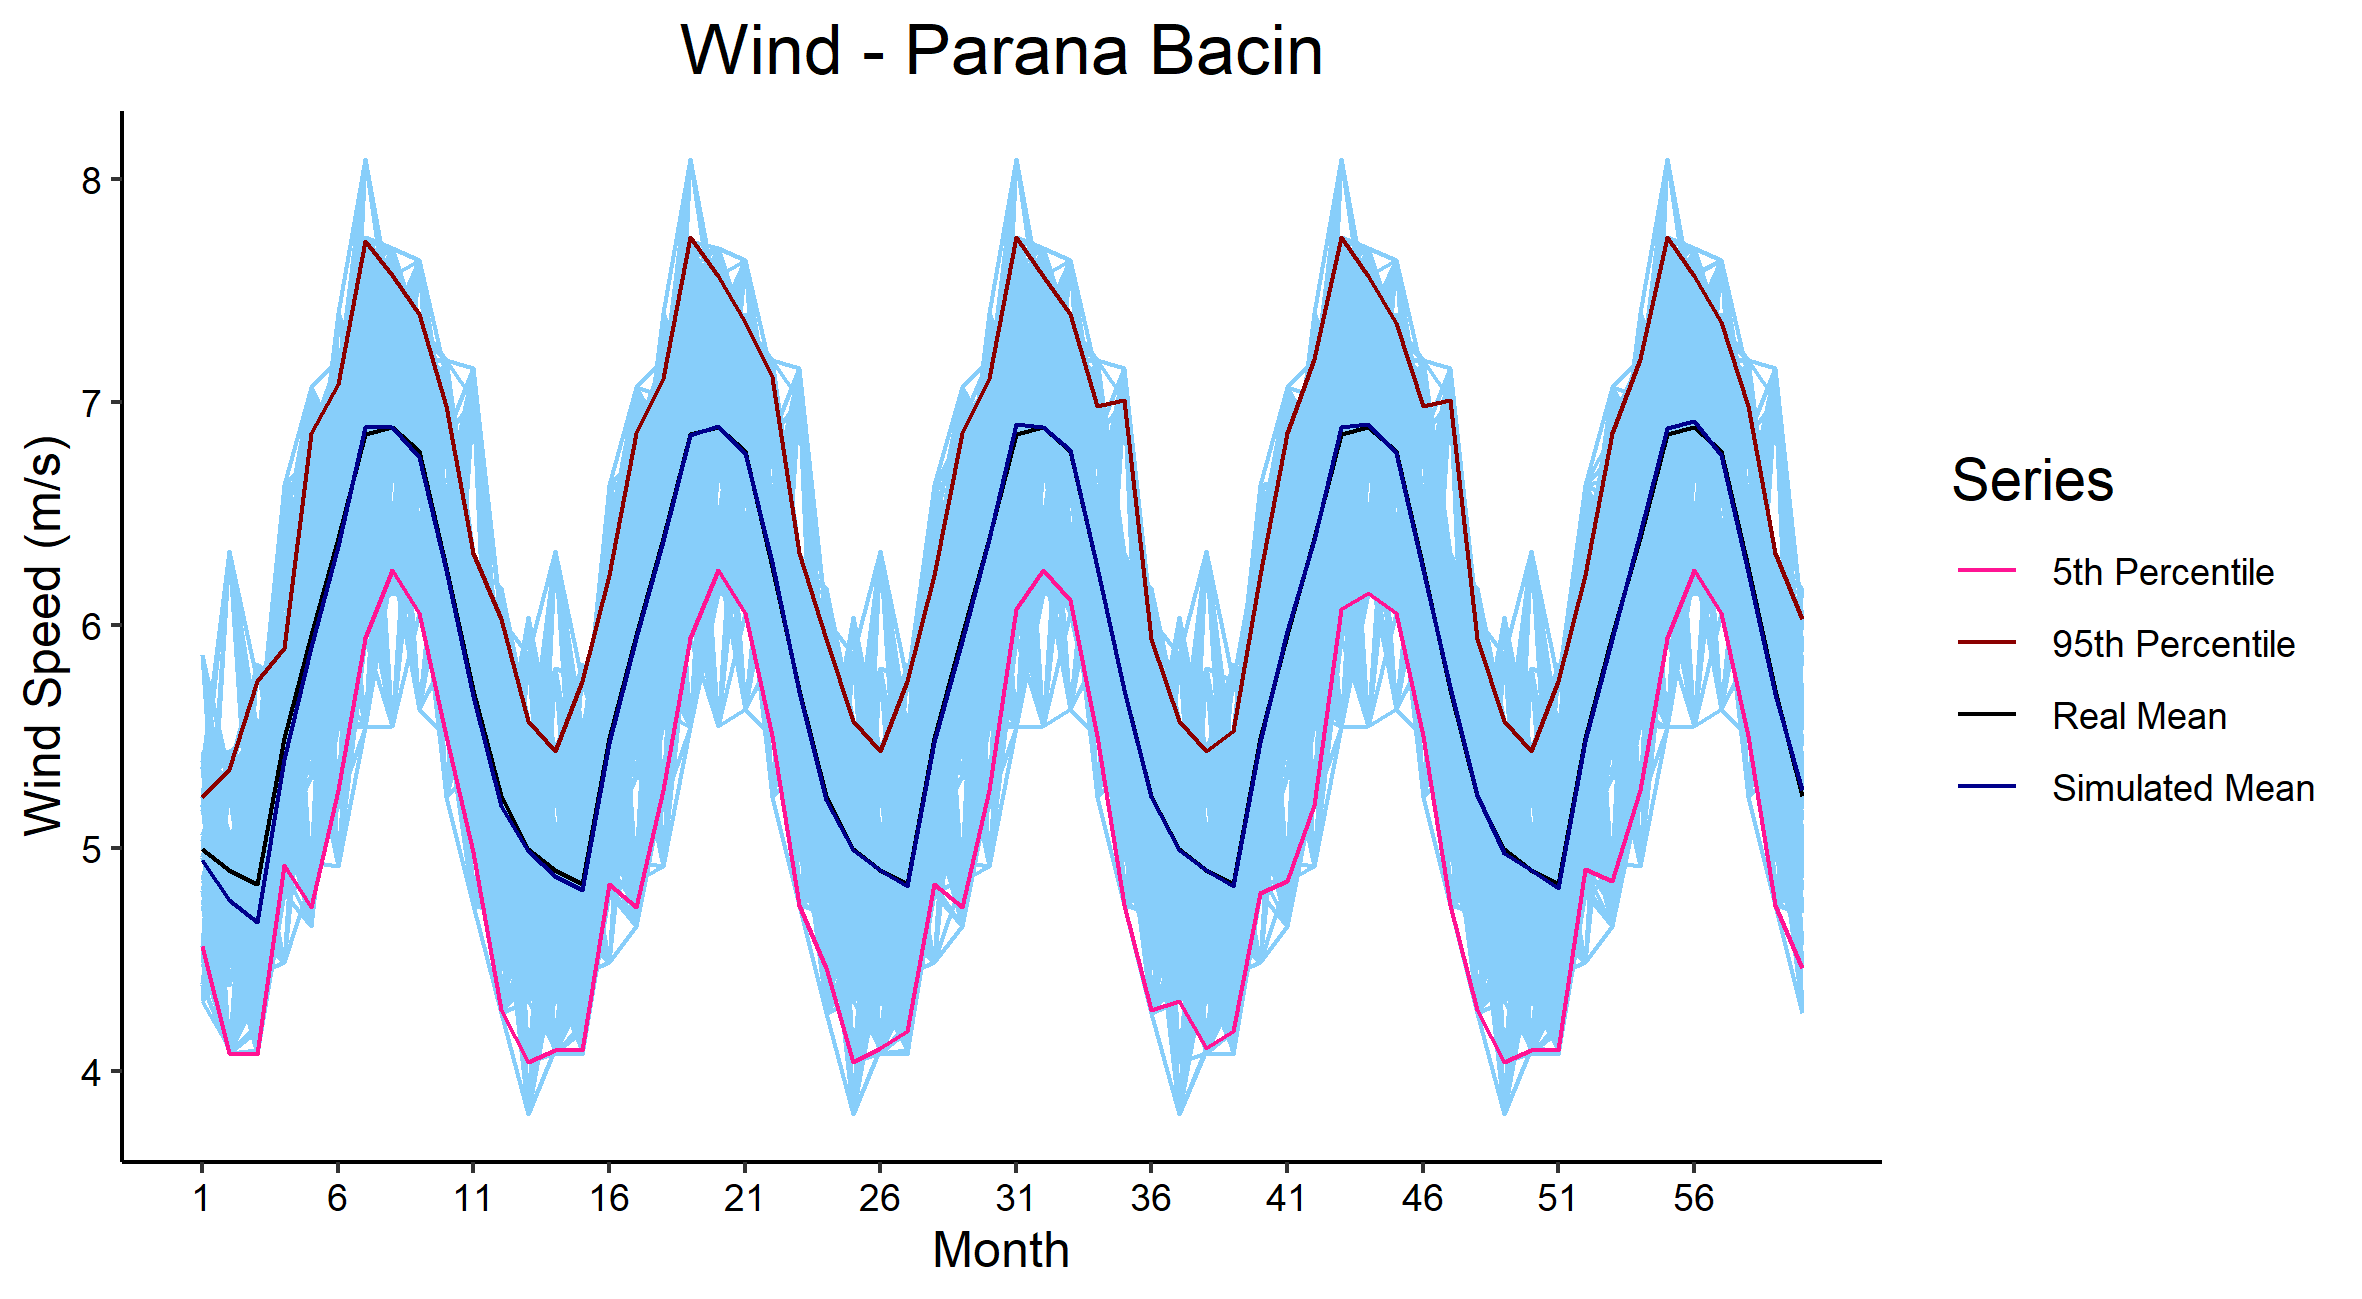 Wind - Parana Bacin
Wind Speed (m/s)
8
7
6
5
4
1 6 11 16 21 26 31 36 41 46 51 56
Month
Series
5th Percentile
95th Percentile
Real Mean
Simulated Mean